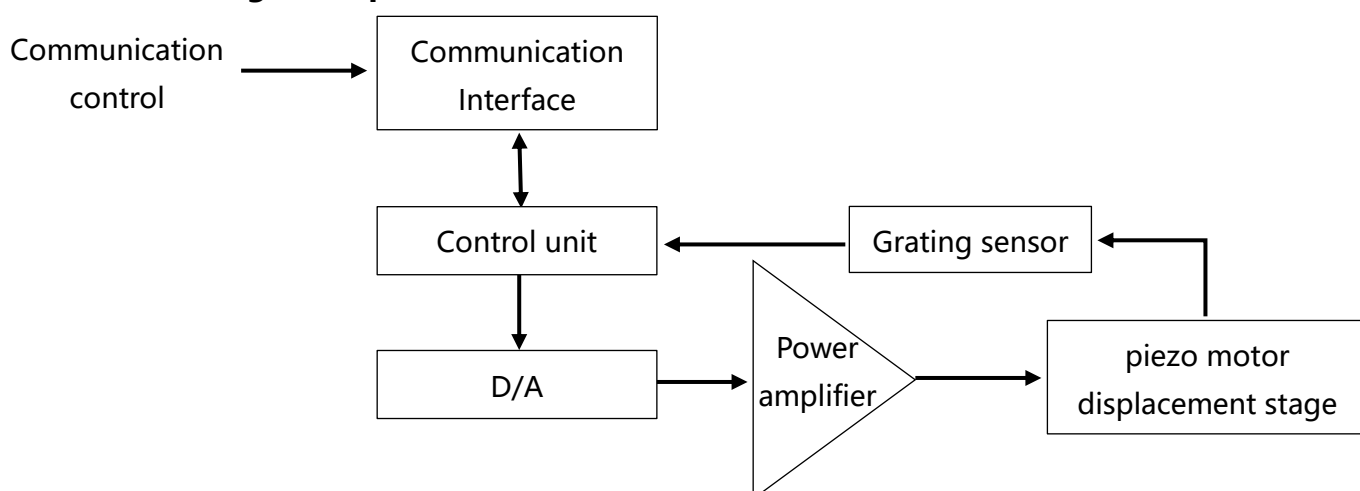 Communication
control
Communication
Interface
Control unit
Grating sensor
D/A
Power
amplifier
piezo motor
displacement stage